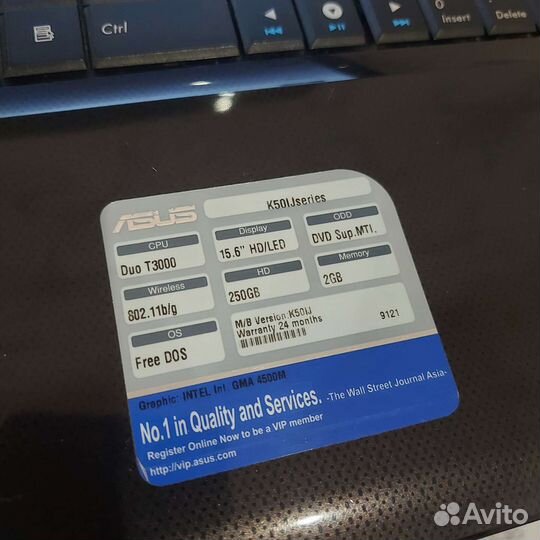 Ctrl
0
Insert
Delete
ASUS
K50IJseries
CPU
Duo T3000
Display
15.6" HD/LED
ODD
DVD Sup.MTl.
Wireless
802.11b/g
HD
250GB
Memory
2GB
OS
Free DOS
M/B Version:K50IJ
Warranty 24 months
9121
Graphic: INTEL Int. GMA 4500M
No.1 in Quality and Services. -The Wall Street Journal Asia-
Register Online Now to be a VIP member
http://vip.asus.com
Avito